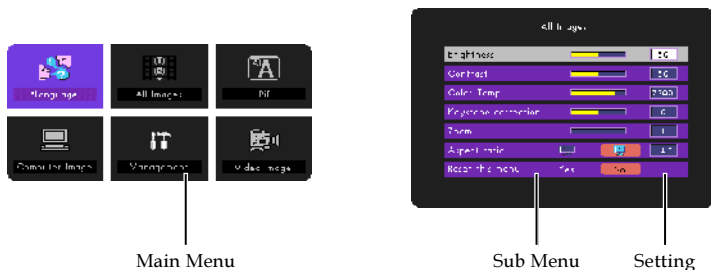 All Images
Brightness 50
Contrast 50
Language All Images PiP
Color Temp. 7300
Keystone correction 0
Zoom
Computer Image Management Video Image
Aspect ratio
Reset this menu Yes No
Main Menu Sub Menu Setting